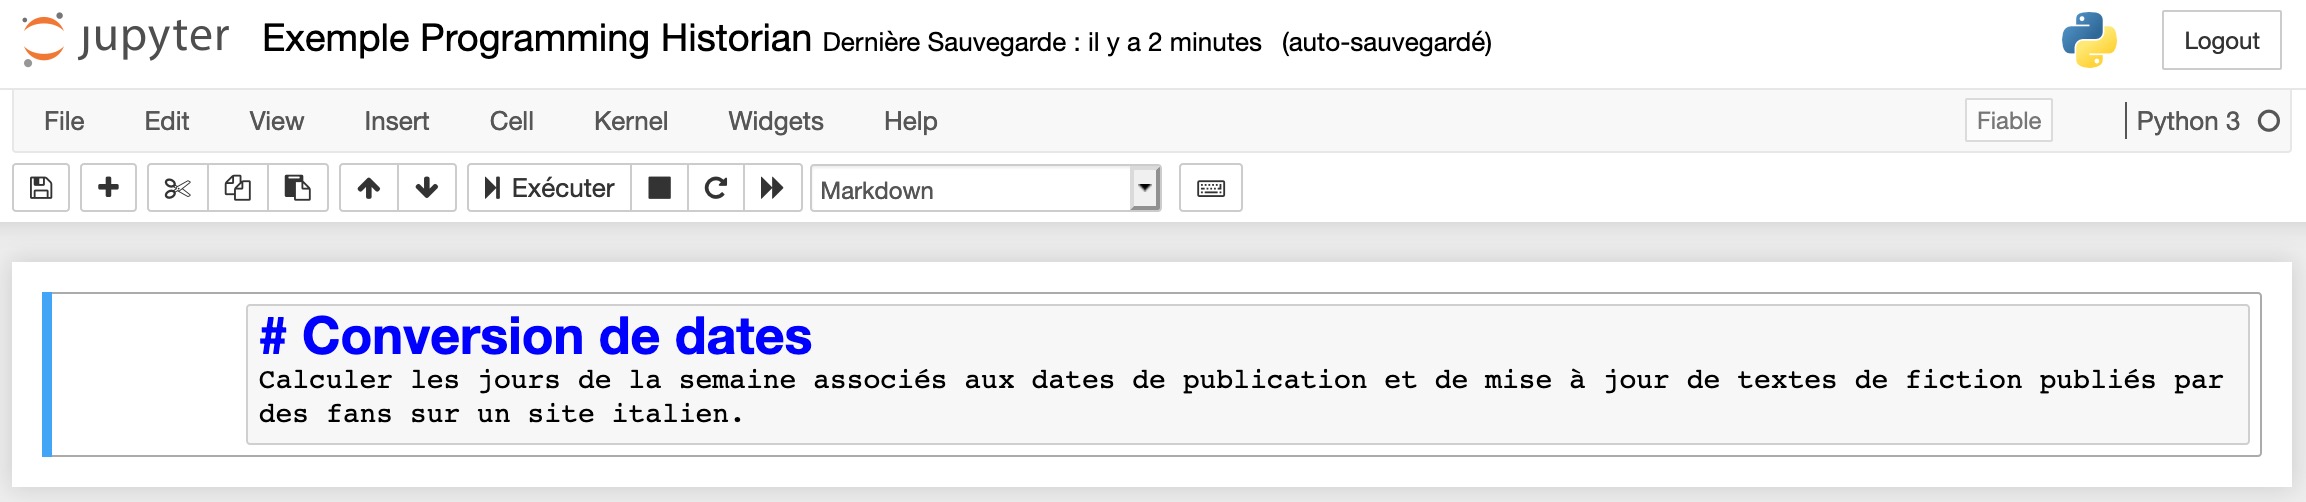 jupyter Exemple Programming Historian Dernière Sauvegarde : il y a 2 minutes (auto-sauvegardé) Logout
File Edit View Insert Cell Kernel Widgets Help Fiable Python 3
Exécuter Markdown
# Conversion de dates
Calculer les jours de la semaine associés aux dates de publication et de mise à jour de textes de fiction publiés par
des fans sur un site italien.